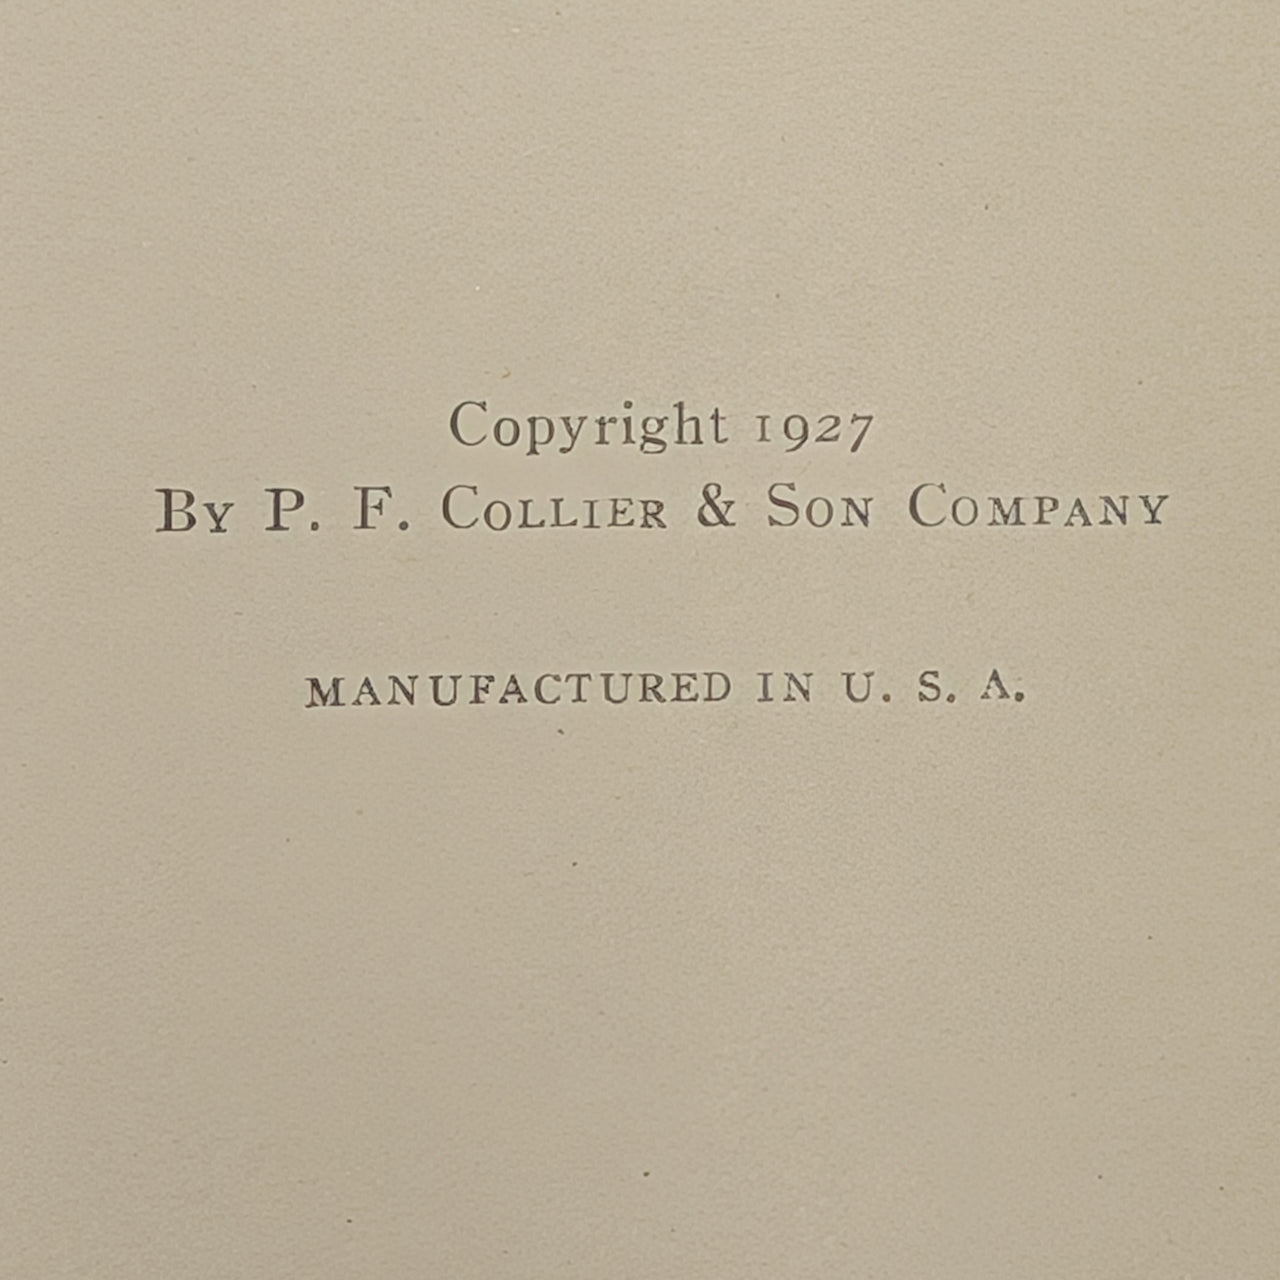 Copyright 1927
By P. F. Collier & Son Company
MANUFACTURED IN U. S. A.